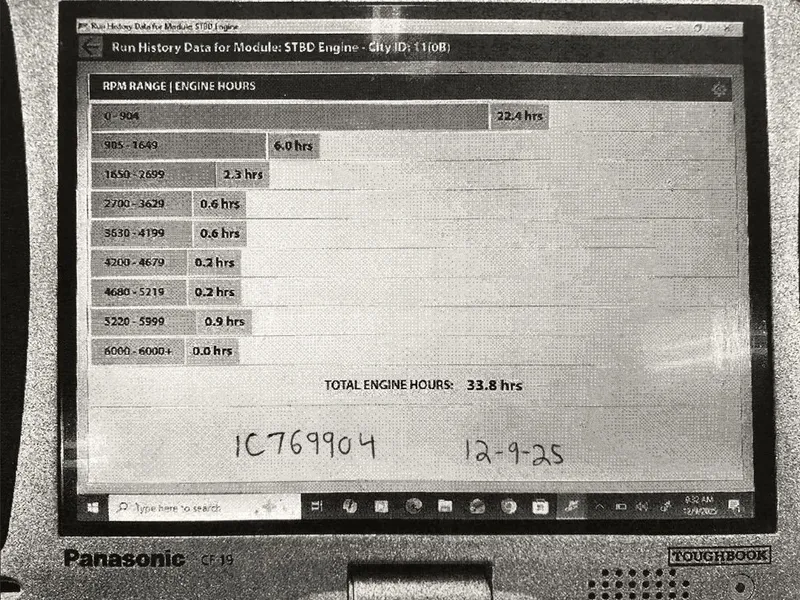 Run History Data for Module: STBD Engine
Run History Data for Module: STBD Engine - City ID: 11(0B)
RPM RANGE | ENGINE HOURS
0 - 904 22.4 hrs
905 - 1649 6.0 hrs
1650 - 2699 2.3 hrs
2700 - 3629 0.6 hrs
3630 - 4199 0.6 hrs
4200 - 4679 0.2 hrs
4680 - 5219 0.2 hrs
5220 - 5999 0.9 hrs
6000 - 6000+ 0.0 hrs
TOTAL ENGINE HOURS: 33.8 hrs
1C769904 12-9-25
Type here to search
9:32 AM
12/9/2025
Panasonic CF-19 TOUGHBOOK